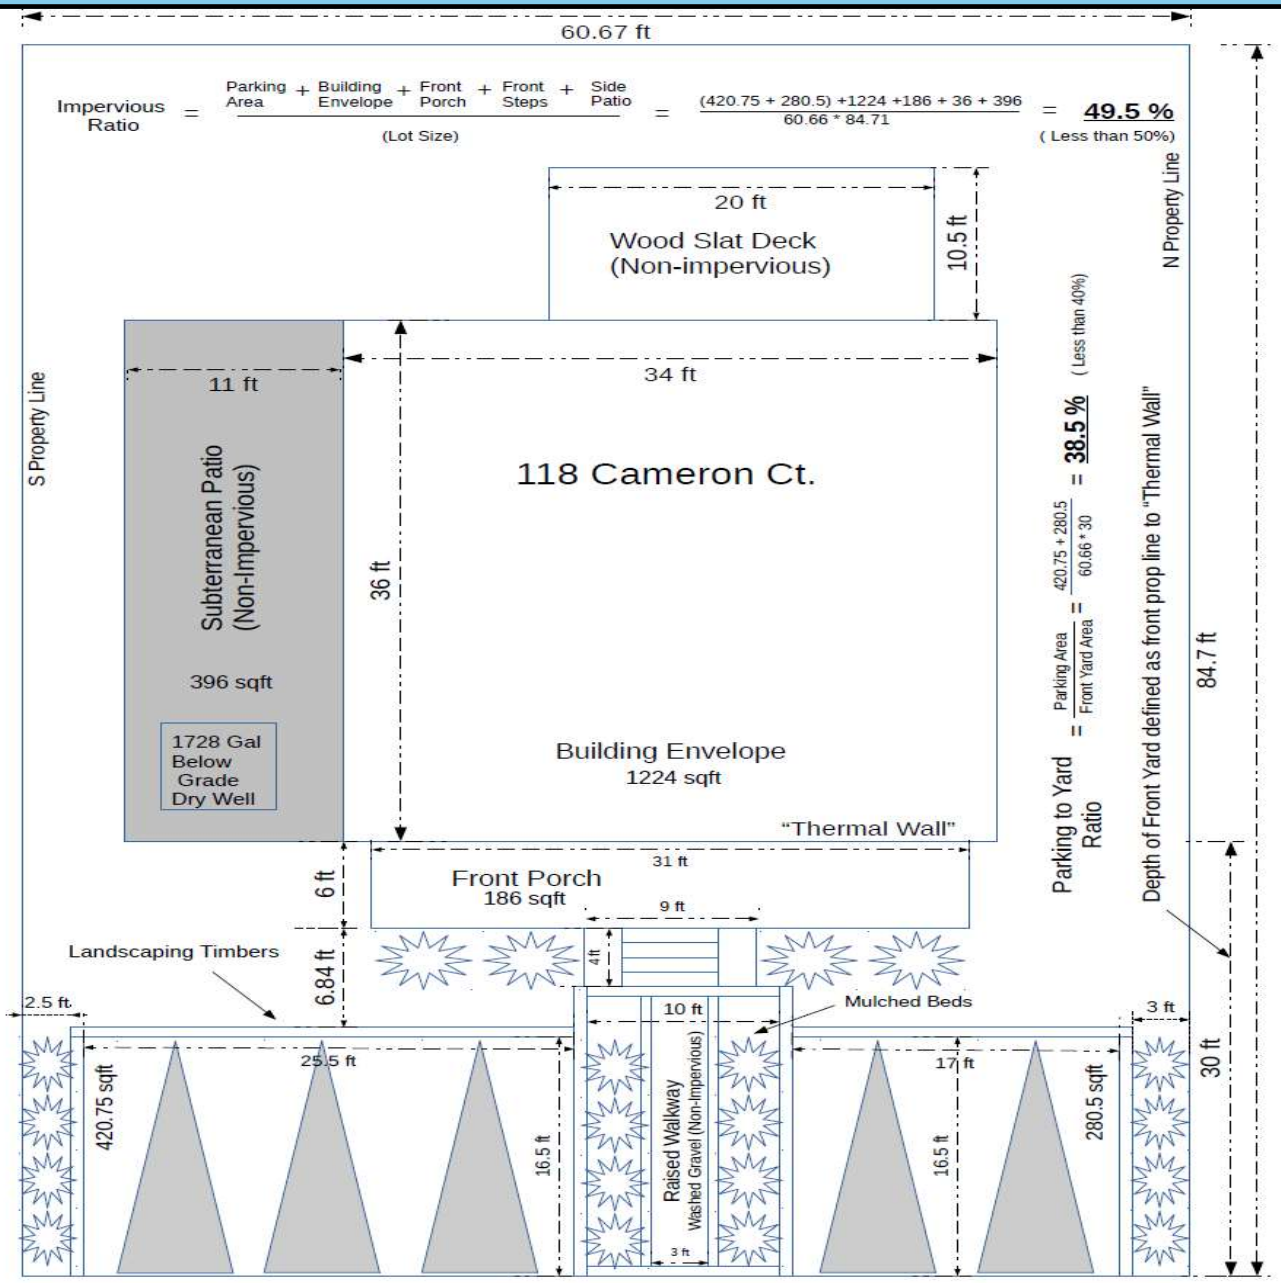 60.67 ft
Impervious
Ratio
=
Parking
Area
+
Building
Envelope
+
Front
Porch
+
Front
Steps
+
Side
Patio
(Lot Size)
=
(420.75 + 280.5) +1224 +186 + 36 + 396
60.66 * 84.71
=
49.5 %
( Less than 50%)
N Property Line
20 ft
Wood Slat Deck
(Non-impervious)
10.5 ft
S Property Line
11 ft
34 ft
118 Cameron Ct.
Subterranean Patio
(Non-Impervious)
396 sqft
1728 Gal
Below
Grade
Dry Well
36 ft
Building Envelope
1224 sqft
“Thermal Wall”
Parking to Yard
Ratio
=
Parking Area
Front Yard Area
=
420.75 + 280.5
60.66 * 30
=
38.5 %
( Less than 40%)
Depth of Front Yard defined as front prop line to “Thermal Wall”
84.7 ft
31 ft
6 ft
Front Porch
186 sqft
9 ft
Landscaping Timbers
6.84 ft
4 ft
2.5 ft
10 ft
Mulched Beds
3 ft
25.5 ft
17 ft
30 ft
420.75 sqft
16.5 ft
Raised Walkway
Washed Gravel (Non-Impervious)
16.5 ft
280.5 sqft
3 ft